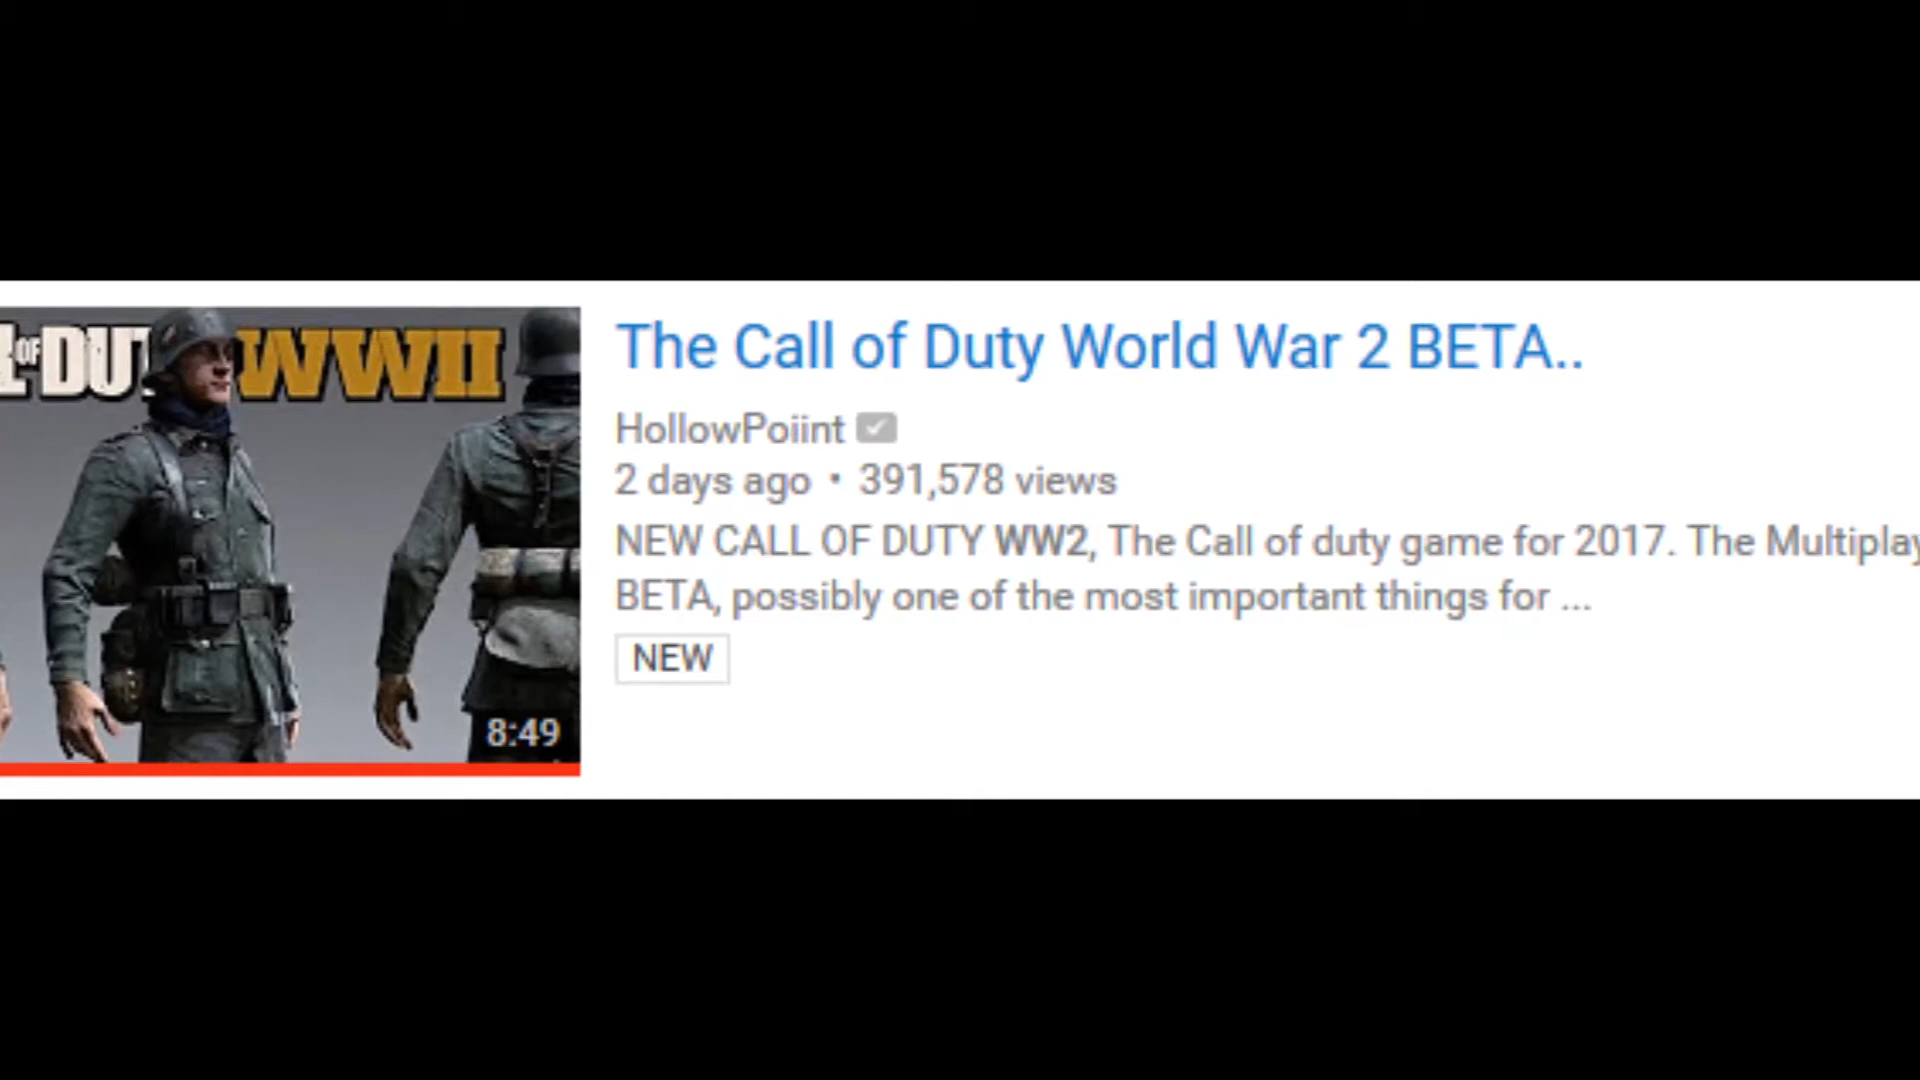 OF DUT WWII
The Call of Duty World War 2 BETA..
HollowPoiint
2 days ago • 391,578 views
NEW CALL OF DUTY WW2, The Call of duty game for 2017. The Multiplay
BETA, possibly one of the most important things for ...
NEW
8:49